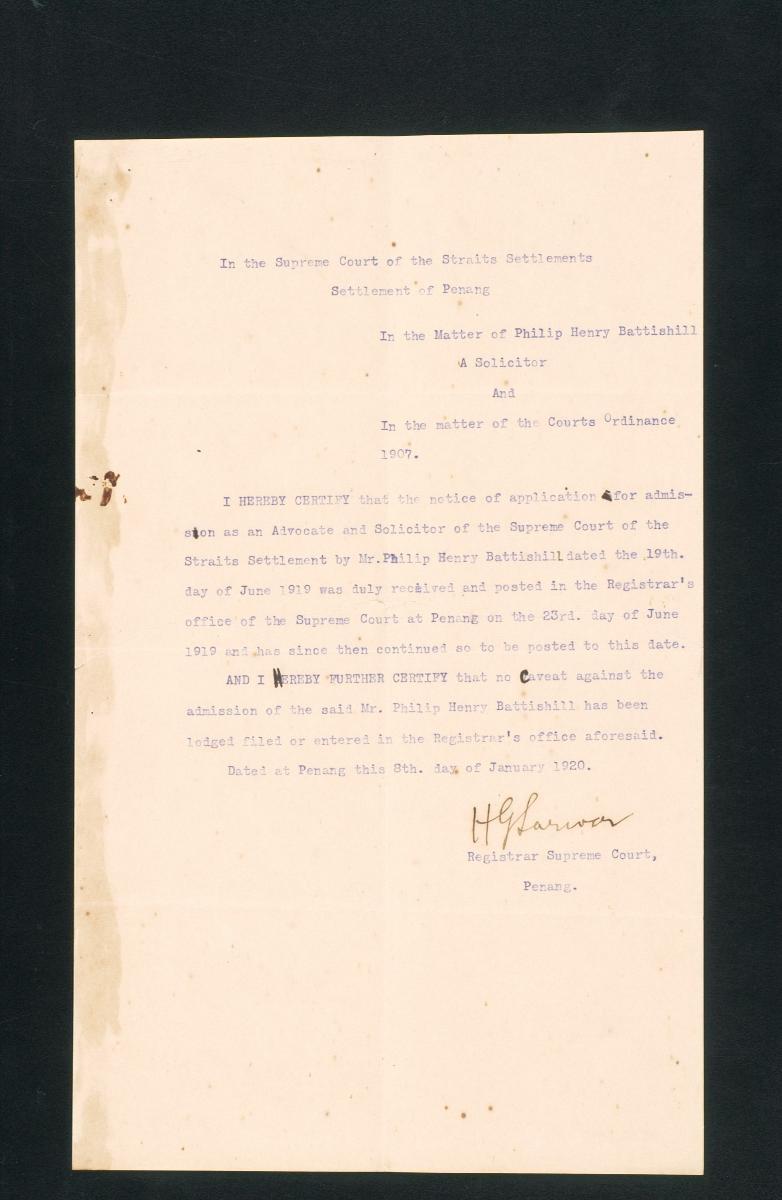 In the Supreme Court of the Straits Settlements
Settlement of Penang
In the Matter of Philip Henry Battishill
A Solicitor
And
In the matter of the Courts Ordinance
1907.
I HEREBY CERTIFY that the notice of application for admis-
sion as an Advocate and Solicitor of the Supreme Court of the
Straits Settlement by Mr.Philip Henry Battishill dated the 19th.
day of June 1919 was duly received and posted in the Registrar's
office of the Supreme Court at Penang on the 23rd. day of June
1919 and has since then continued so to be posted to this date.
AND I HEREBY FURTHER CERTIFY that no Caveat against the
admission of the said Mr. Philip Henry Battishill has been
lodged filed or entered in the Registrar's office aforesaid.
Dated at Penang this 8th. day of January 1920.
H G Sarwar
Registrar Supreme Court,
Penang.